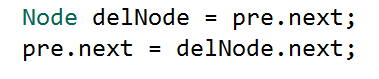 Node delNode = pre.next;
pre.next = delNode.next;